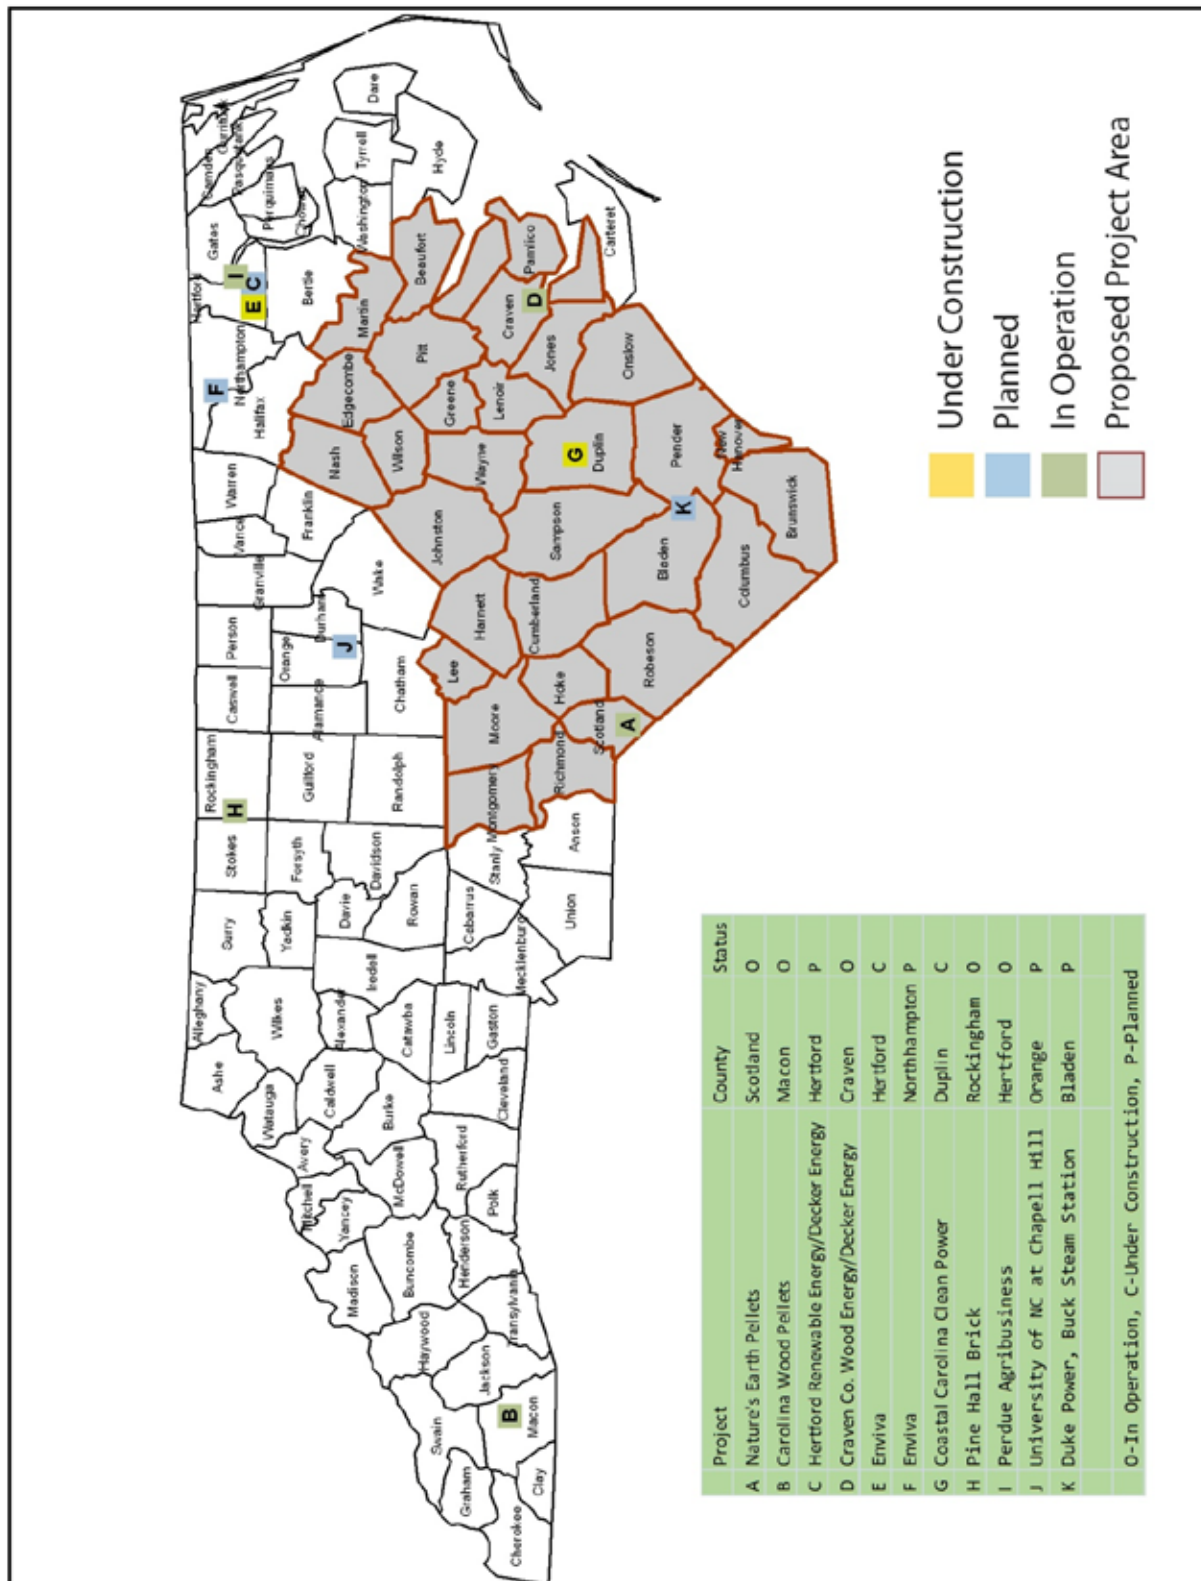 Cherokee
Graham
Clay
Swain
Macon
B
Jackson
Haywood
Transylvania
Madison
Buncombe
Henderson
Yancey
Mitchell
Avery
McDowell
Polk
Rutherford
Watauga
Ashe
Caldwell
Burke
Cleveland
Alleghany
Wilkes
Alexander
Catawba
Lincoln
Gaston
Surry
Yadkin
Iredell
Davie
Rowan
Cabarrus
Mecklenburg
Union
Stokes
Forsyth
Davidson
Stanly
Anson
Rockingham
H
Guilford
Randolph
Montgomery
Richmond
Caswell
Alamance
Chatham
Moore
Scotland
A
Hoke
Lee
Person
Orange
Durham
J
Granville
Vance
Warren
Franklin
Wake
Harnett
Cumberland
Robeson
Johnston
Sampson
Bladen
K
Columbus
Brunswick
Northampton
F
Halifax
Nash
Edgecombe
Wilson
Wayne
Greene
Lenoir
Duplin
G
Pender
New
Hanover
Hertford
E
C
I
Gates
Bertie
Martin
Pitt
Beaufort
Craven
D
Jones
Onslow
Pamlico
Carteret
Camden
Perquimans
Washington
Tyrrell
Dare
Hyde
Project County Status
A Nature's Earth Pellets Scotland O
B Carolina Wood Pellets Macon O
C Hertford Renewable Energy/Decker Energy Hertford P
D Craven Co. Wood Energy/Decker Energy Craven O
E Enviva Hertford C
F Enviva Northhampton P
G Coastal Carolina Clean Power Duplin C
H Pine Hall Brick Rockingham O
I Perdue Agribusiness Hertford O
J University of NC at Chapell Hill Orange P
K Duke Power, Buck Steam Station Bladen P
O-In Operation, C-Under Construction, P-Planned
Under Construction
Planned
In Operation
Proposed Project Area